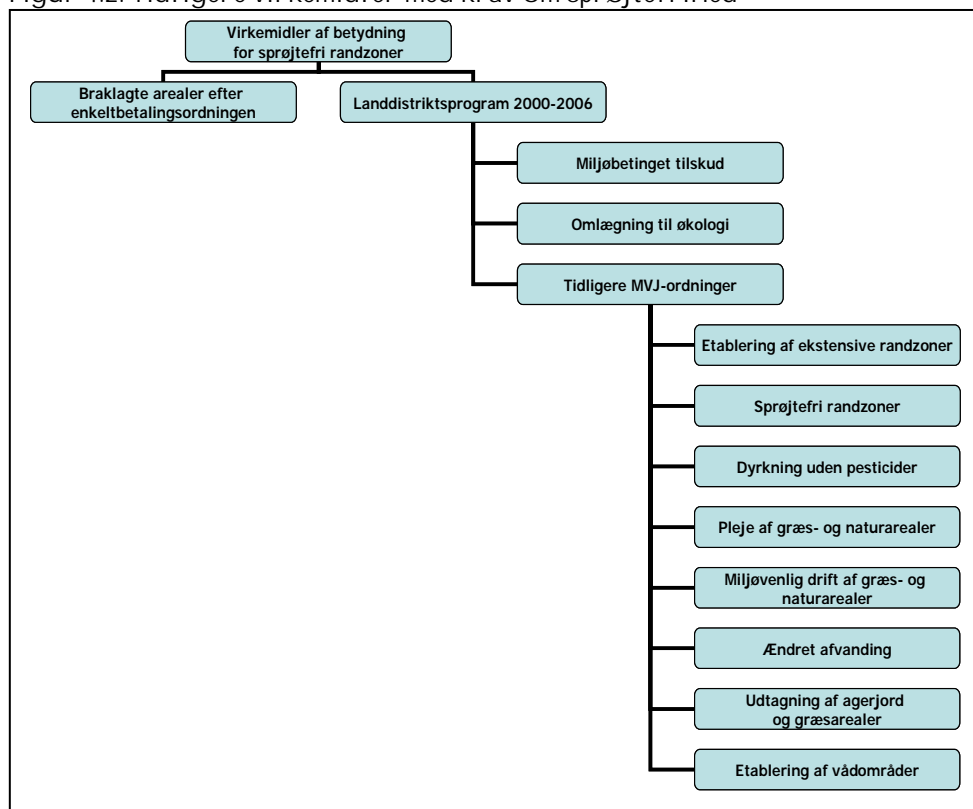 Virkemidler af betydning
for sprøjtefri randzoner
Braklagte arealer efter
enkeltbetalingsordningen
Landdistriktsprogram 2000-2006
Miljøbetinget tilskud
Omlægning til økologi
Tidligere MVJ-ordninger
Etablering af ekstensive randzoner
Sprøjtefri randzoner
Dyrkning uden pesticider
Pleje af græs- og naturarealer
Miljøvenlig drift af græs- og
naturarealer
Ændret afvanding
Udtagning af agerjord
og græsarealer
Etablering af vådområder